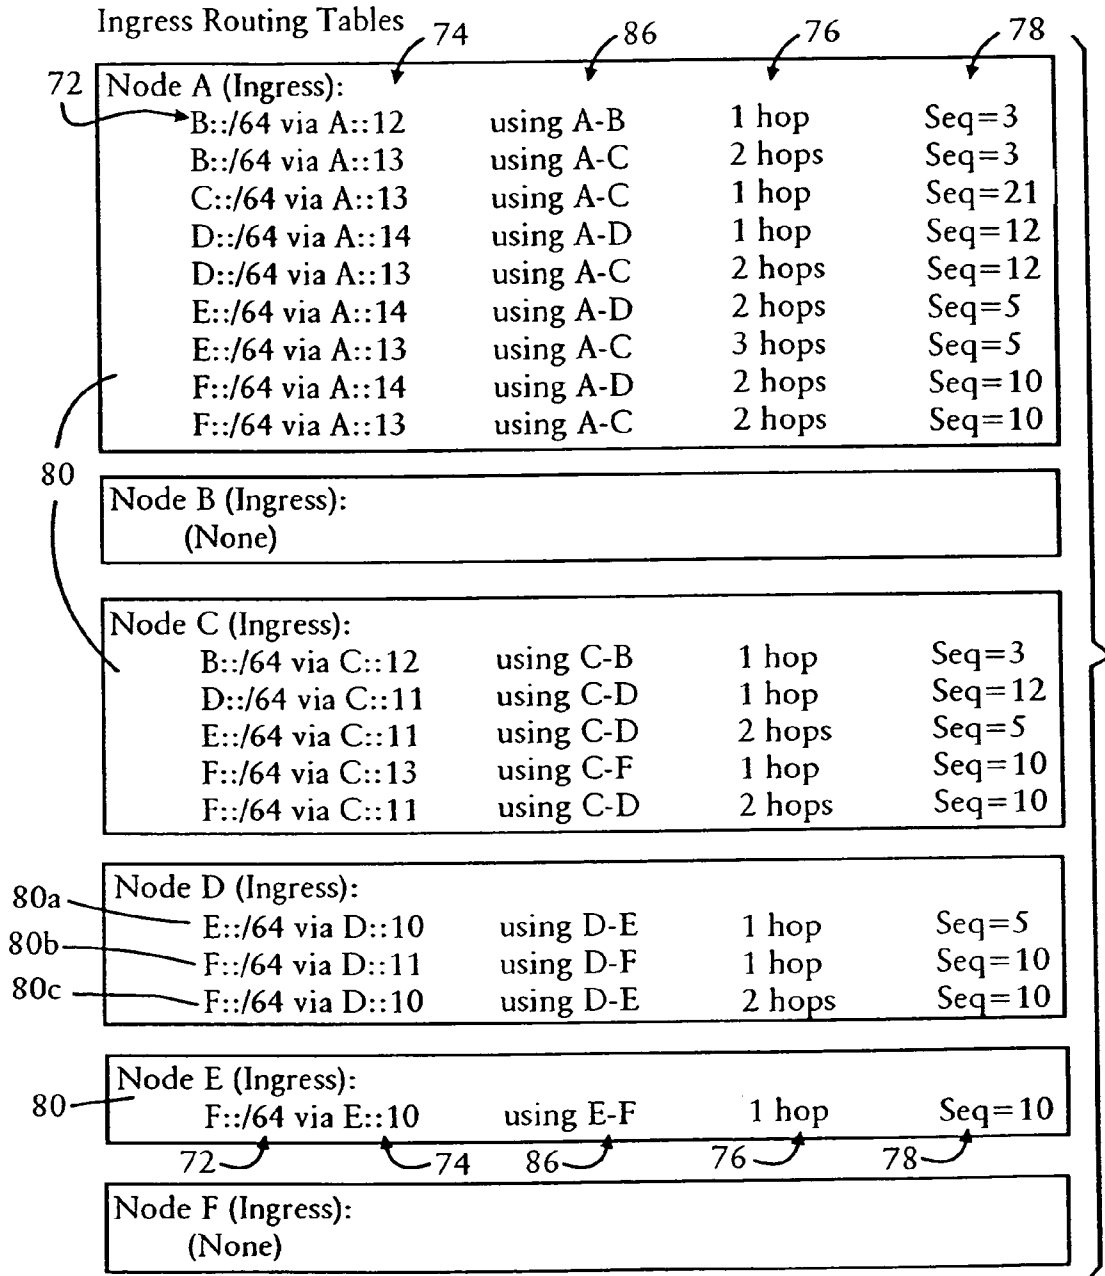 Ingress Routing Tables
74 86 76 78
72 Node A (Ingress):
B::/64 via A::12 using A-B 1 hop Seq=3
B::/64 via A::13 using A-C 2 hops Seq=3
C::/64 via A::13 using A-C 1 hop Seq=21
D::/64 via A::14 using A-D 1 hop Seq=12
D::/64 via A::13 using A-C 2 hops Seq=12
E::/64 via A::14 using A-D 2 hops Seq=5
E::/64 via A::13 using A-C 3 hops Seq=5
F::/64 via A::14 using A-D 2 hops Seq=10
F::/64 via A::13 using A-C 2 hops Seq=10
80
Node B (Ingress):
(None)
Node C (Ingress):
B::/64 via C::12 using C-B 1 hop Seq=3
D::/64 via C::11 using C-D 1 hop Seq=12
E::/64 via C::11 using C-D 2 hops Seq=5
F::/64 via C::13 using C-F 1 hop Seq=10
F::/64 via C::11 using C-D 2 hops Seq=10
Node D (Ingress):
80a E::/64 via D::10 using D-E 1 hop Seq=5
80b F::/64 via D::11 using D-F 1 hop Seq=10
80c F::/64 via D::10 using D-E 2 hops Seq=10
Node E (Ingress):
80 F::/64 via E::10 using E-F 1 hop Seq=10
72 74 86 76 78
Node F (Ingress):
(None)